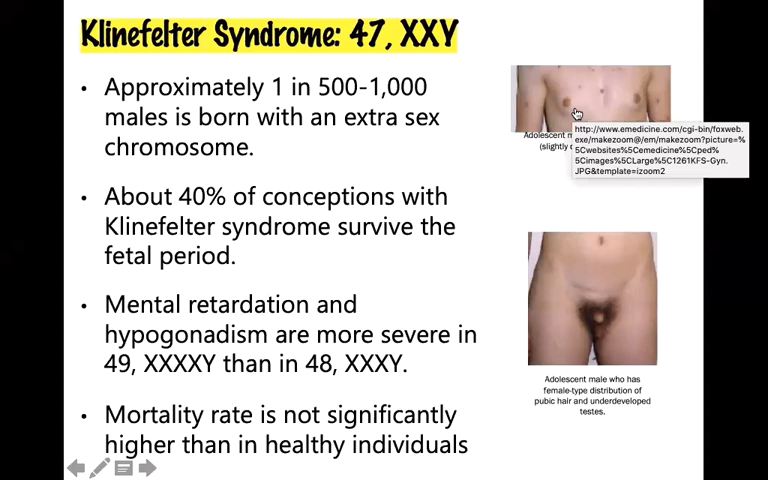 Klinefelter Syndrome: 47, XXY
• Approximately 1 in 500-1,000
males is born with an extra sex
chromosome.
• About 40% of conceptions with
Klinefelter syndrome survive the
fetal period.
• Mental retardation and
hypogonadism are more severe in
49, XXXXY than in 48, XXXY.
• Mortality rate is not significantly
higher than in healthy individuals
Adolescent
(slightly
http://www.emedicine.com/cgi-bin/foxweb.
exe/makezoom@/em/makezoom?picture=%
5Cwebsites%5Cemedicine%5Cped%
5Cimages%5CLarge%5C1261KFS-Gyn.
JPG&template=izoom2
Adolescent male who has
female-type distribution of
pubic hair and underdeveloped
testes.